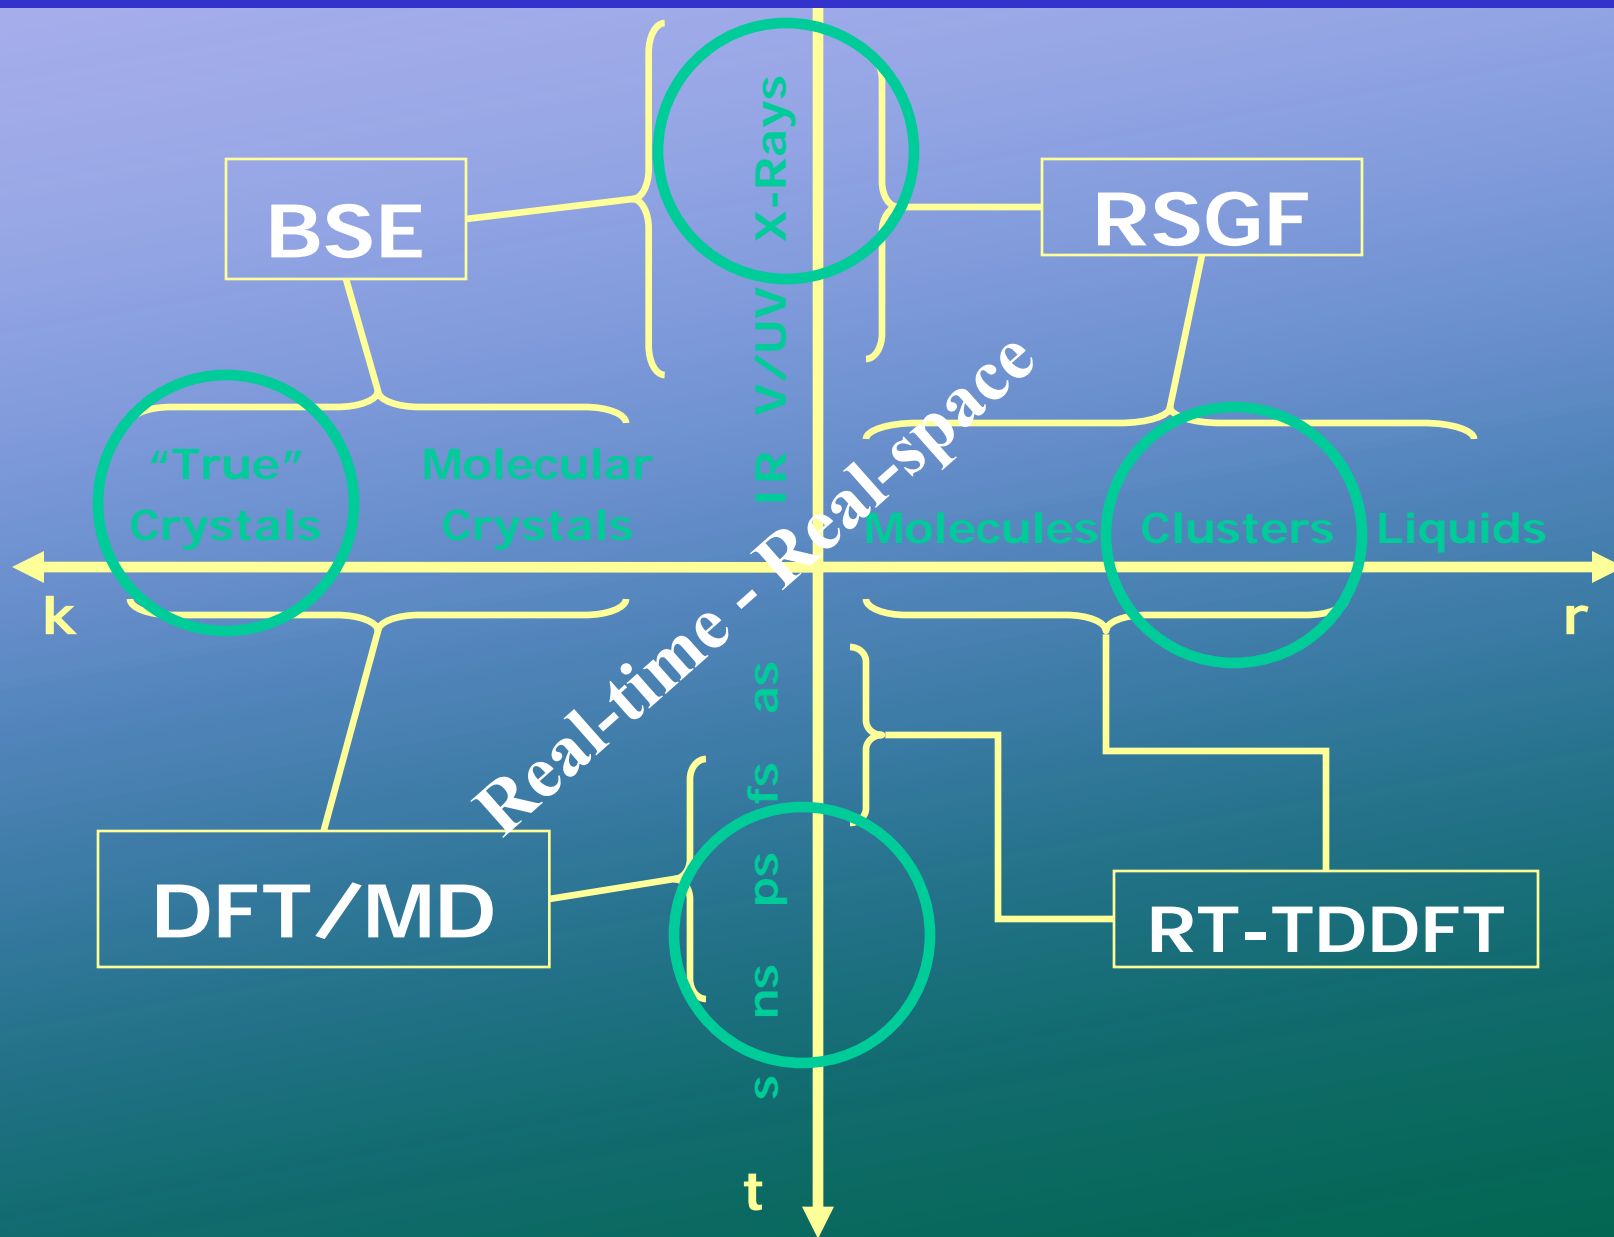 X-Rays
BSE
RSGF
V/UV
IR
“True”
Crystals
Molecular
Crystals
Molecules
Clusters
Liquids
Real-time - Real-space
k
r
as
fs
ps
ns
s
DFT/MD
RT-TDDFT
t